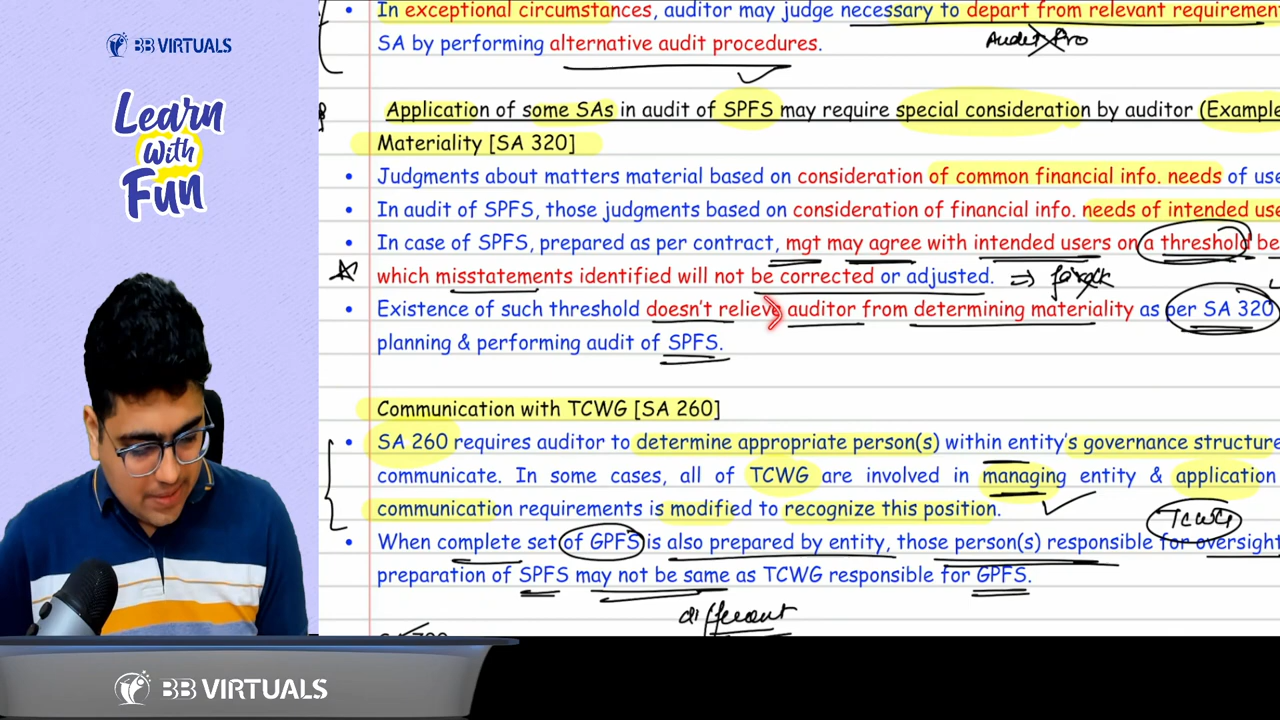 BB VIRTUALS
Learn
With
Fun
In exceptional circumstances, auditor may judge necessary to depart from relevant requiremen
SA by performing alternative audit procedures.
Application of some SAs in audit of SPFS may require special consideration by auditor (Example
Materiality [SA 320]
• Judgments about matters material based on consideration of common financial info. needs of use
• In audit of SPFS, those judgments based on consideration of financial info. needs of intended use
• In case of SPFS, prepared as per contract, mgt may agree with intended users on a threshold be
which misstatements identified will not be corrected or adjusted.
• Existence of such threshold doesn't relieve auditor from determining materiality as per SA 320
planning & performing audit of SPFS.
Communication with TCWG [SA 260]
• SA 260 requires auditor to determine appropriate person(s) within entity's governance structure
communicate. In some cases, all of TCWG are involved in managing entity & application
communication requirements is modified to recognize this position.
TCWG
• When complete set of GPFS is also prepared by entity, those person(s) responsible for oversight
preparation of SPFS may not be same as TCWG responsible for GPFS.
different
BB VIRTUALS